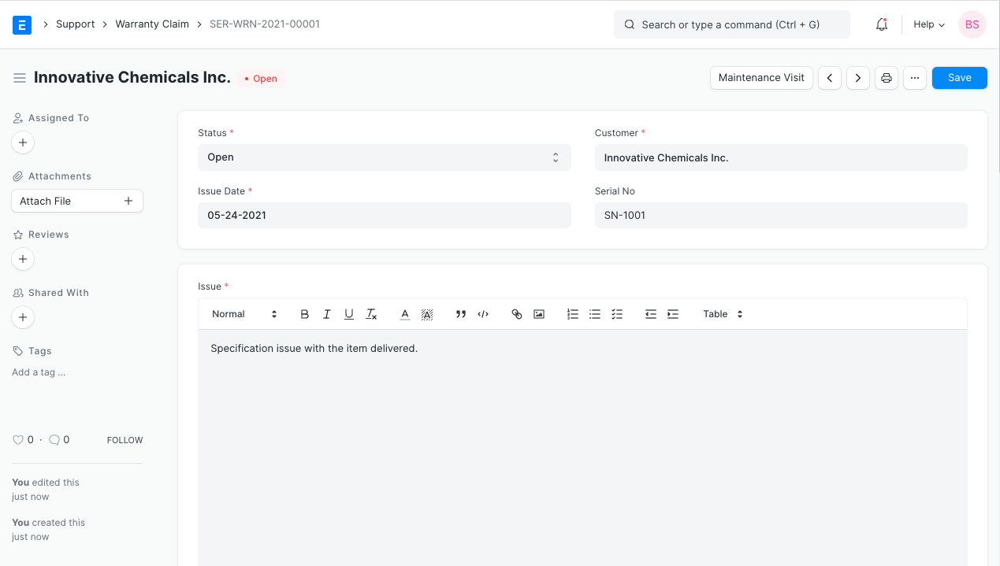 E Support Warranty Claim SER-WRN-2021-00001 Search or type a command (Ctrl + G) Help BS
Innovative Chemicals Inc. Open Maintenance Visit ... Save
Assigned To
Attachments
Attach File
Reviews
Shared With
Tags
Add a tag ...
0 · 0 FOLLOW
You edited this
just now
You created this
just now
Status * Customer *
Open Innovative Chemicals Inc.
Issue Date * Serial No
05-24-2021 SN-1001
Issue *
Normal B I U Tx A A Table
Specification issue with the item delivered.